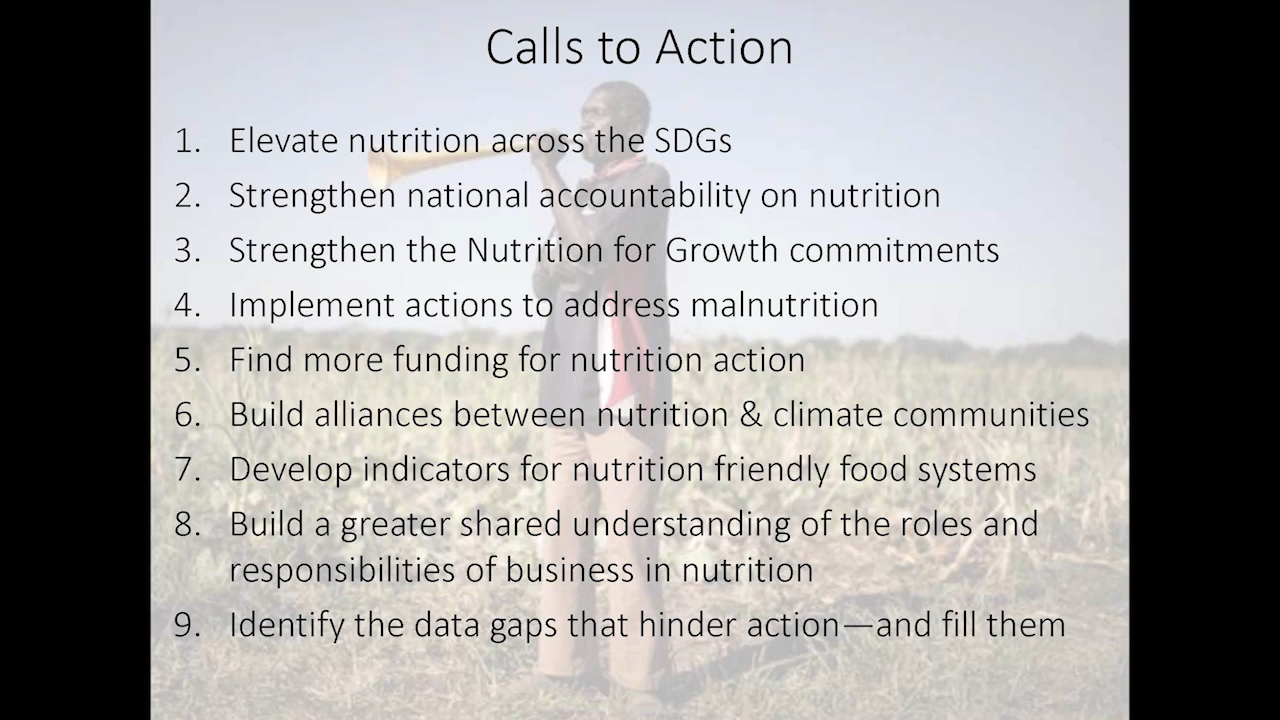 Calls to Action
1. Elevate nutrition across the SDGs
2. Strengthen national accountability on nutrition
3. Strengthen the Nutrition for Growth commitments
4. Implement actions to address malnutrition
5. Find more funding for nutrition action
6. Build alliances between nutrition & climate communities
7. Develop indicators for nutrition friendly food systems
8. Build a greater shared understanding of the roles and
responsibilities of business in nutrition
9. Identify the data gaps that hinder action—and fill them